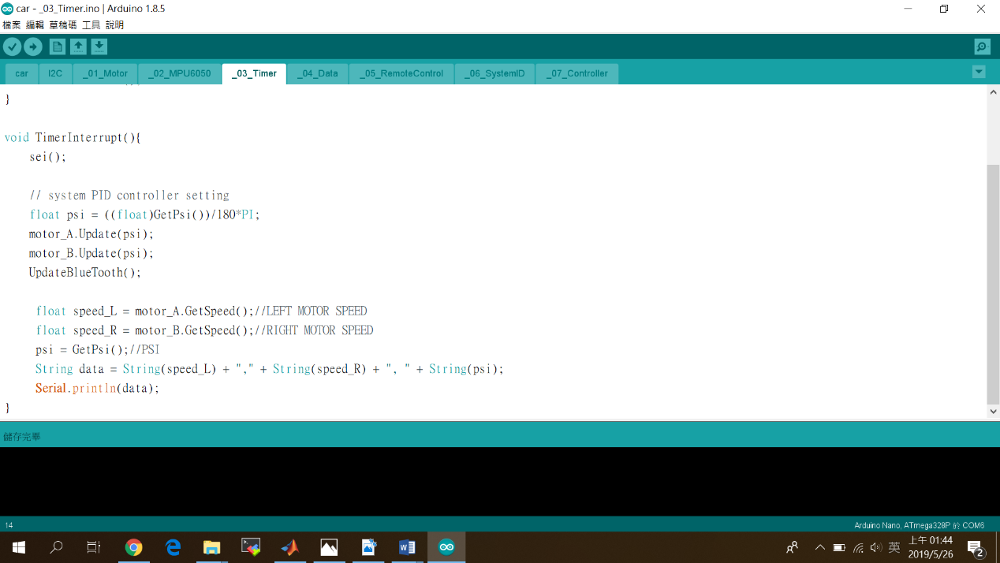 car - _03_Timer.ino | Arduino 1.8.5
檔案 編輯 草稿碼 工具 說明
car I2C _01_Motor _02_MPU6050 _03_Timer _04_Data _05_RemoteControl _06_SystemID _07_Controller
}
void TimerInterrupt(){
sei();
// system PID controller setting
float psi = ((float)GetPsi())/180*PI;
motor_A.Update(psi);
motor_B.Update(psi);
UpdateBlueTooth();
float speed_L = motor_A.GetSpeed();//LEFT MOTOR SPEED
float speed_R = motor_B.GetSpeed();//RIGHT MOTOR SPEED
psi = GetPsi();//PSI
String data = String(speed_L) + "," + String(speed_R) + ", " + String(psi);
Serial.println(data);
}
儲存完畢
14
Arduino Nano, ATmega328P 於 COM6
英
上午 01:44
2019/5/26
2